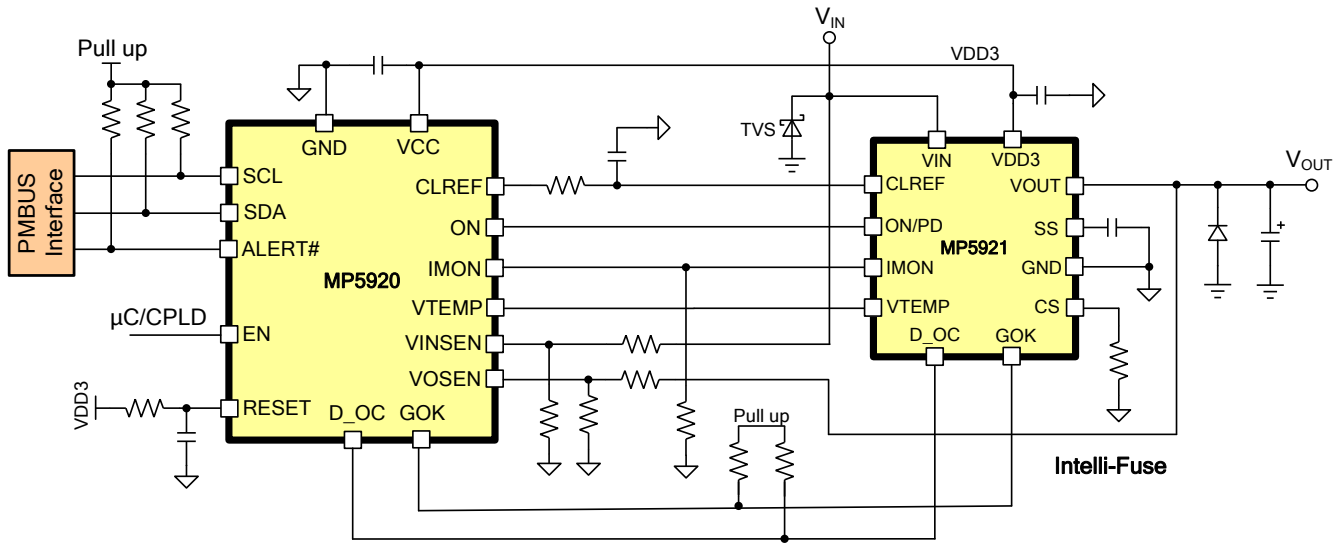 V_IN
Pull up
VDD3
GND
VCC
TVS
VIN
VDD3
PMBUS
Interface
SCL
SDA
ALERT#
CLREF
ON
IMON
VTEMP
VINSEN
VOSEN
MP5920
µC/CPLD
EN
VDD3
RESET
D_OC
GOK
CLREF
ON/PD
IMON
VTEMP
VOUT
SS
GND
CS
MP5921
D_OC
GOK
V_OUT
+
Pull up
Intelli-Fuse